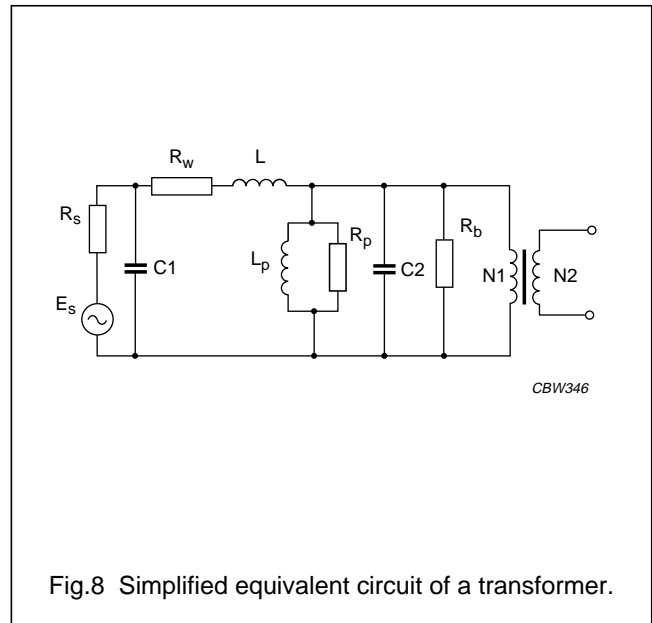 R_w L
R_s C1 L_p R_p C2 R_b N1 N2
E_s
CBW346
Fig.8 Simplified equivalent circuit of a transformer.